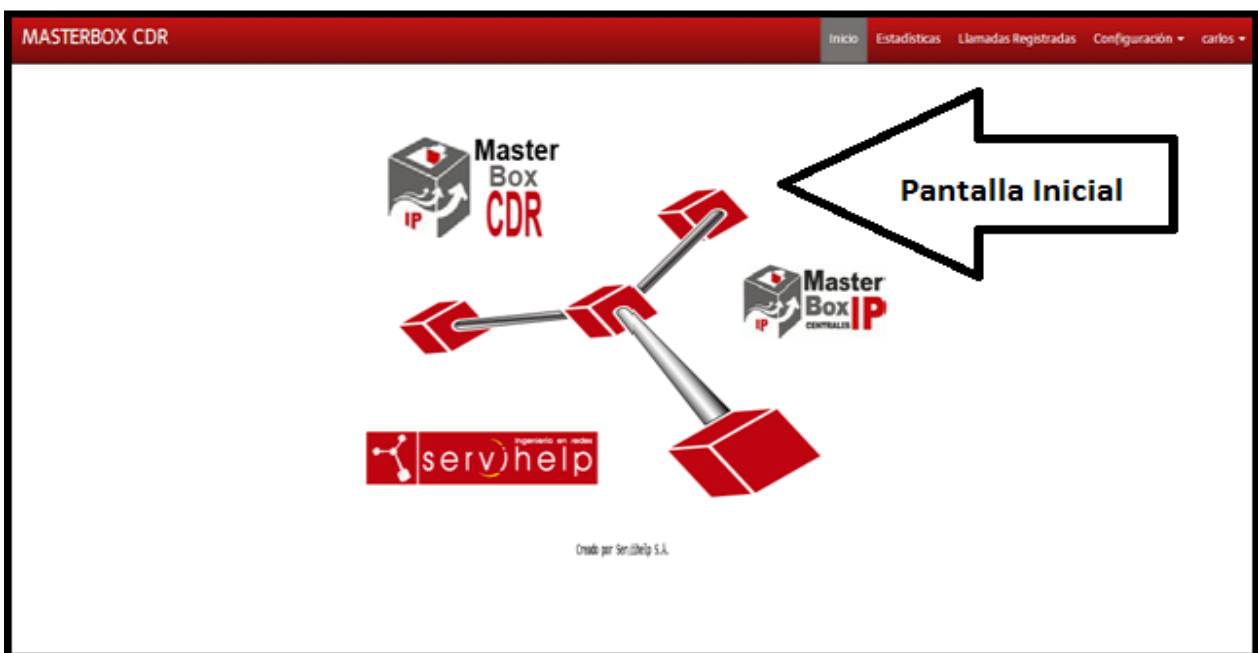 MASTERBOX CDR
Inicio Estadísticas Llamadas Registradas Configuración carlos
Master
Box
CDR
IP
Pantalla Inicial
Master
Box IP
CENTRALES
IP
ingeniería en redes
servihelp
Creado por Servihelp S.A.